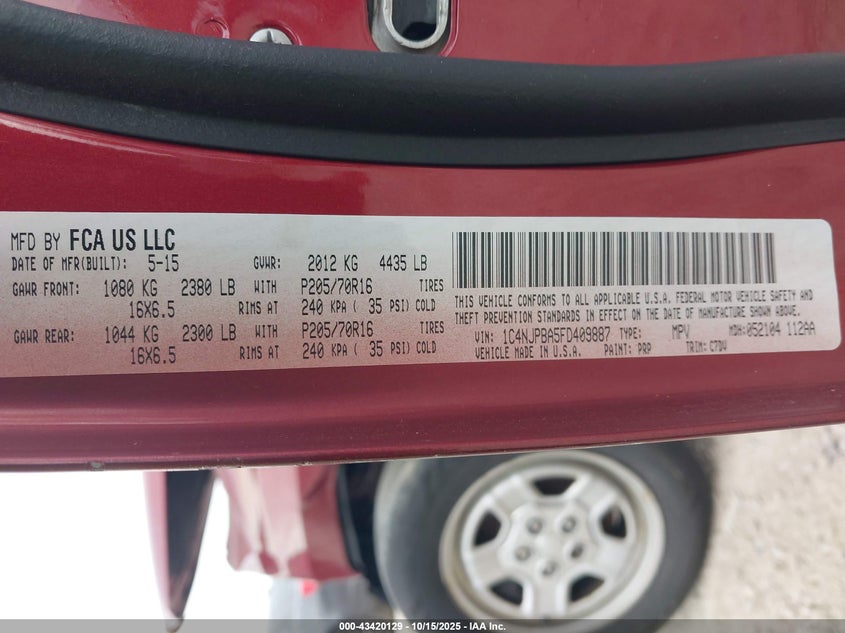 MFD BY FCA US LLC
DATE OF MFR(BUILT): 5-15 GVWR: 2012 KG 4435 LB
GAWR FRONT: 1080 KG 2380 LB WITH P205/70R16 TIRES
16X6.5 RIMS AT 240 KPA ( 35 PSI) COLD
GAWR REAR: 1044 KG 2300 LB WITH P205/70R16 TIRES
16X6.5 RIMS AT 240 KPA ( 35 PSI) COLD
THIS VEHICLE CONFORMS TO ALL APPLICABLE U.S.A. FEDERAL MOTOR VEHICLE SAFETY AND
THEFT PREVENTION STANDARDS IN EFFECT ON THE DATE OF MANUFACTURE SHOWN ABOVE.
VIN: 1C4NJPBA5FD409887 TYPE: MPV MDH: 052104 112AA
VEHICLE MADE IN U.S.A. PAINT: PRP TRIM: C7DV
000-43420129 - 10/15/2025 - IAA Inc.